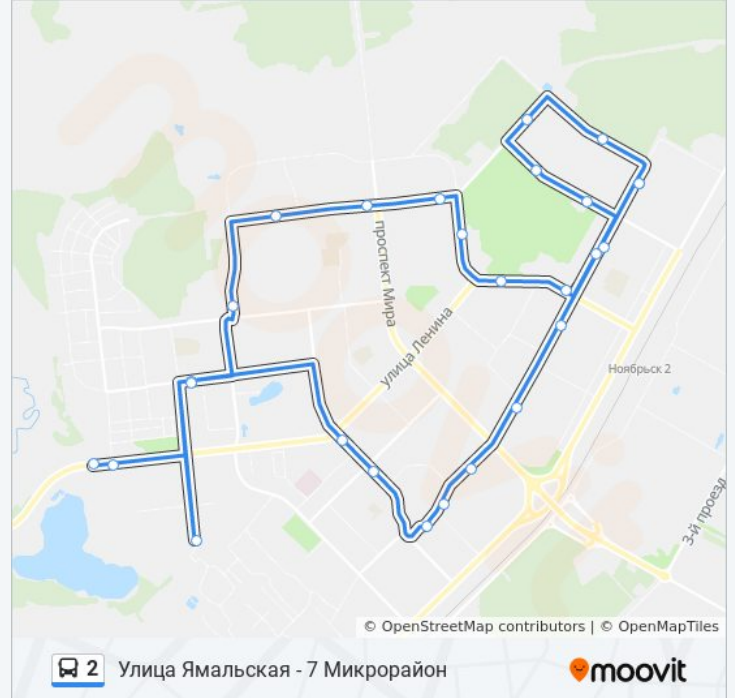 проспект Мира
улица Ленина
Ноябрьск 2
3-й проезд
© OpenStreetMap contributors | © OpenMapTiles
2 Улица Ямальская - 7 Микрорайон
moovit